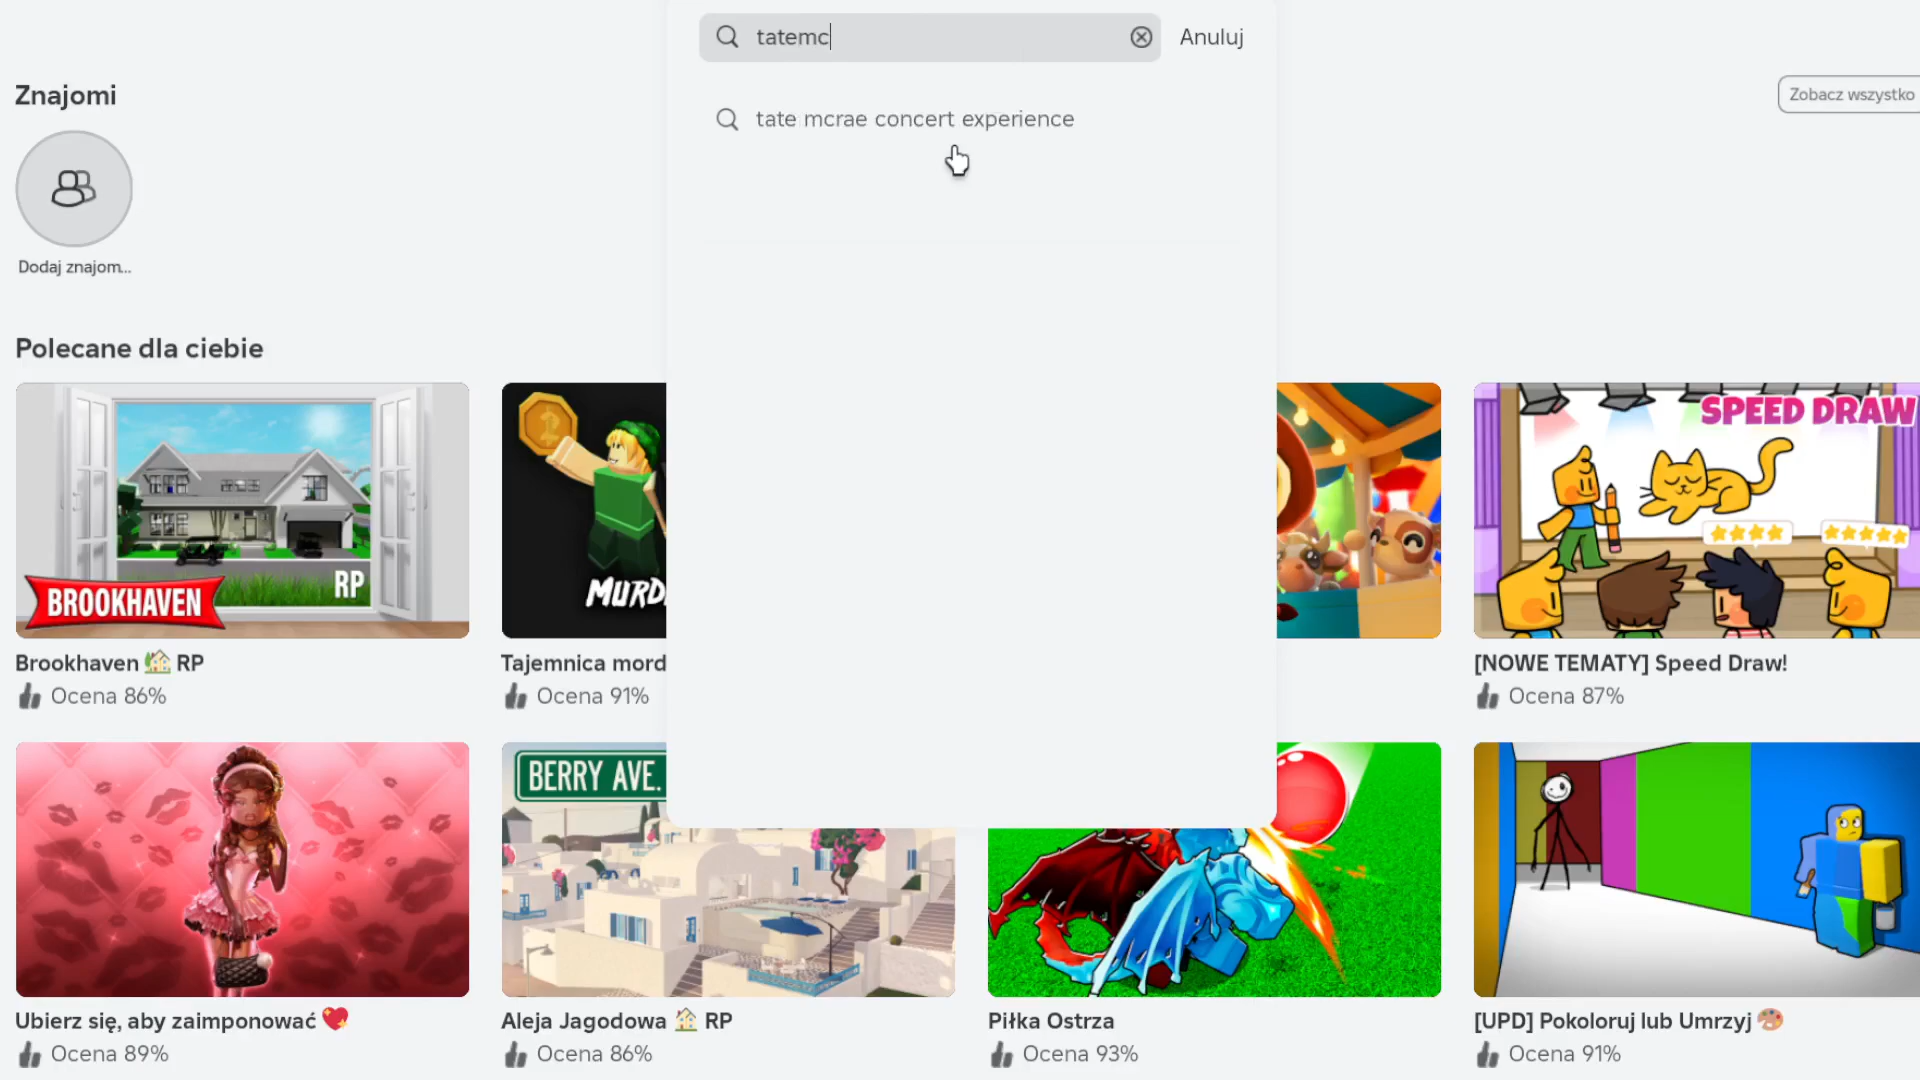 tatemc
Anuluj
tate mcrae concert experience
Znajomi
Zobacz wszystko
Dodaj znajom...
Polecane dla ciebie
BROOKHAVEN
RP
MURD
SPEED DRAW
Brookhaven 🏡 RP
Ocena 86%
Tajemnica mord
Ocena 91%
[NOWE TEMATY] Speed Draw!
Ocena 87%
BERRY AVE.
Ubierz się, aby zaimponować 💖
Ocena 89%
Aleja Jagodowa 🏠 RP
Ocena 86%
Piłka Ostrza
Ocena 93%
[UPD] Pokoloruj lub Umrzyj 🎨
Ocena 91%